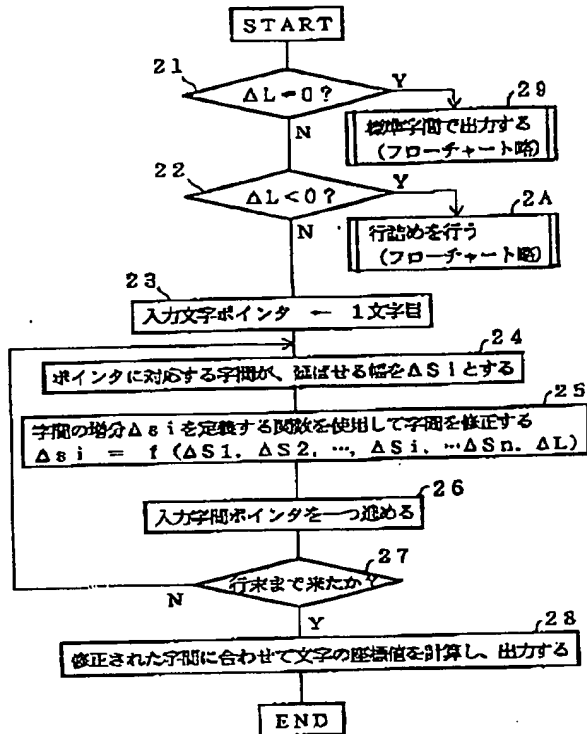 START
21
ΔL=0?
Y
N
29
標準字間で出力する
(フローチャート略)
22
ΔL<0?
Y
N
2A
行詰めを行う
(フローチャート略)
23
入力文字ポインタ ← 1文字目
24
ポインタに対応する字間が、延ばせる幅をΔSiとする
25
字間の増分Δsiを定義する関数を使用して字間を修正する
Δsi = f(ΔS1, ΔS2, …, ΔSi, …ΔSn, ΔL)
26
入力字間ポインタを一つ進める
27
行末まで来たか?
N
Y
28
修正された字間に合わせて文字の座標値を計算し、出力する
END